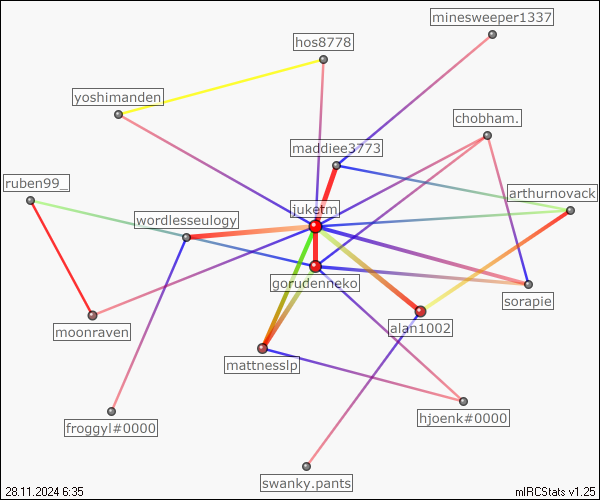 minesweeper1337
hos8778
yoshimanden
chobham.
maddiee3773
ruben99_
arthurnovack
juketm
wordlesseulogy
gorudenneko
sorapie
moonraven
alan1002
mattnesslp
hjoenk#0000
froggyl#0000
swanky.pants
28.11.2024 6:35
mIRCStats v1.25